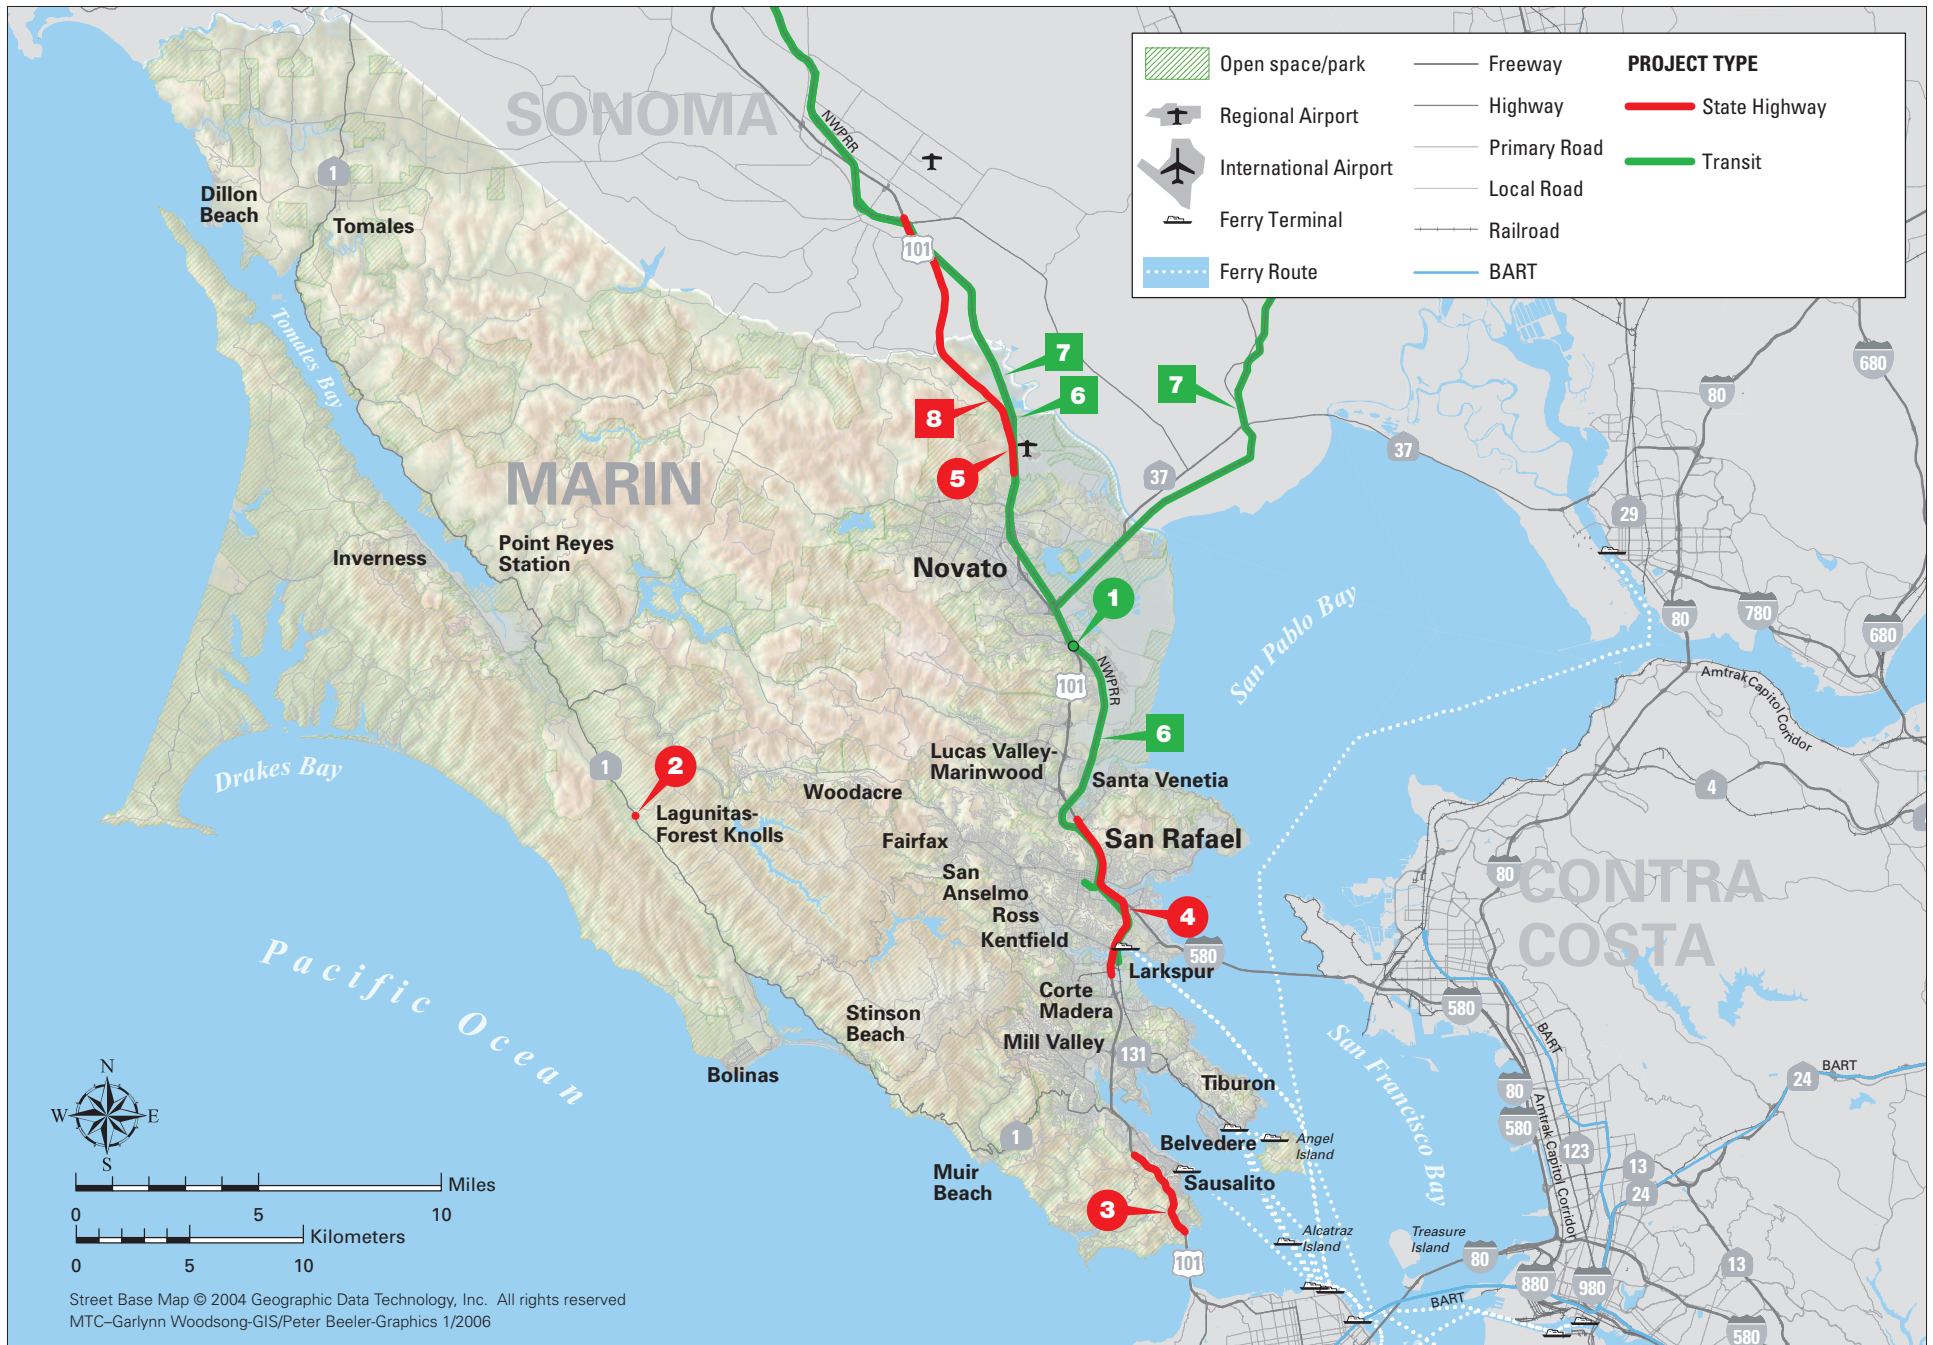 SONOMA
NWPRR
Open space/park
Regional Airport
International Airport
Ferry Terminal
Ferry Route
Freeway
Highway
Primary Road
Local Road
Railroad
BART
PROJECT TYPE
State Highway
Transit
1
Dillon
Beach
Tomales
101
Tomales Bay
7
6
8
5
7
37
37
80
680
29
MARIN
Inverness
Point Reyes
Station
Novato
1
San Pablo Bay
80
780
680
NWPRR
101
Amtrak Capitol Corridor
6
Lucas Valley-
Marinwood
Santa Venetia
Drakes Bay
1
2
Lagunitas-
Forest Knolls
Woodacre
4
4
Fairfax
San Rafael
San
Anselmo
Ross
Kentfield
4
580
Larkspur
80
CONTRA
COSTA
Pacific Ocean
Corte
Madera
580
Stinson
Beach
Mill Valley
131
San Francisco Bay
BART
24
BART
Bolinas
Tiburon
80
580
Amtrak Capitol Corridor
N
W
E
S
1
Belvedere
Angel
Island
123
13
24
Muir
Beach
Sausalito
3
Miles
0
5
10
Kilometers
0
5
10
101
Alcatraz
Island
Treasure
Island
80
880
980
13
BART
580
Street Base Map © 2004 Geographic Data Technology, Inc. All rights reserved
MTC–Garlynn Woodsong-GIS/Peter Beeler-Graphics 1/2006